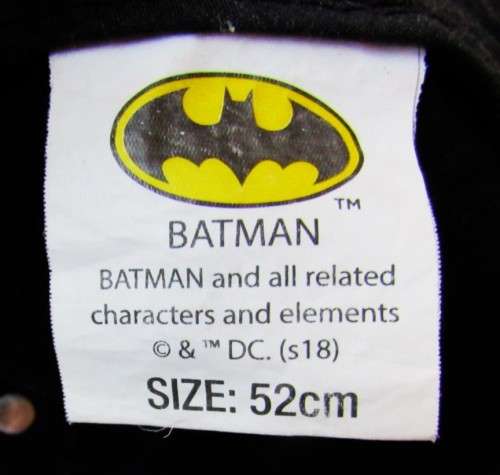 TM
BATMAN
BATMAN and all related
characters and elements
© & ™ DC. (s18)
SIZE: 52cm